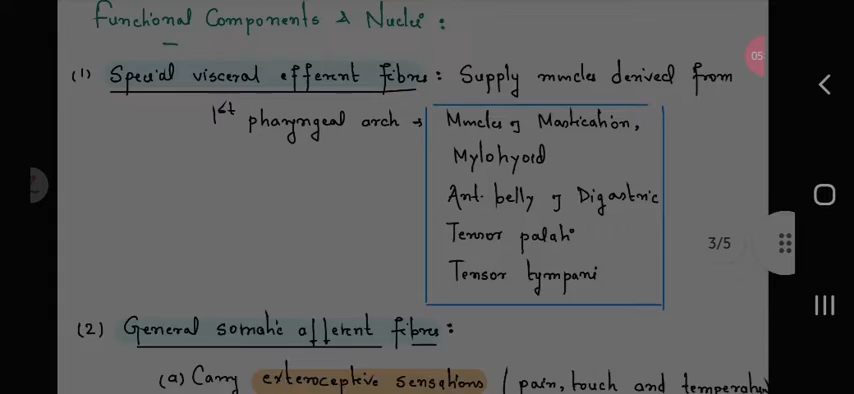 Functional Components & Nuclei :
05
(1) Special visceral efferent fibres : Supply muscles derived from
1st pharyngeal arch → Muscles of Mastication,
Mylohyoid
Ant. belly of Digastric
Tensor palati
3/5
Tensor tympani
(2) General somatic afferent fibres :
(a) Carry exteroceptive sensations (pain, touch and temperature